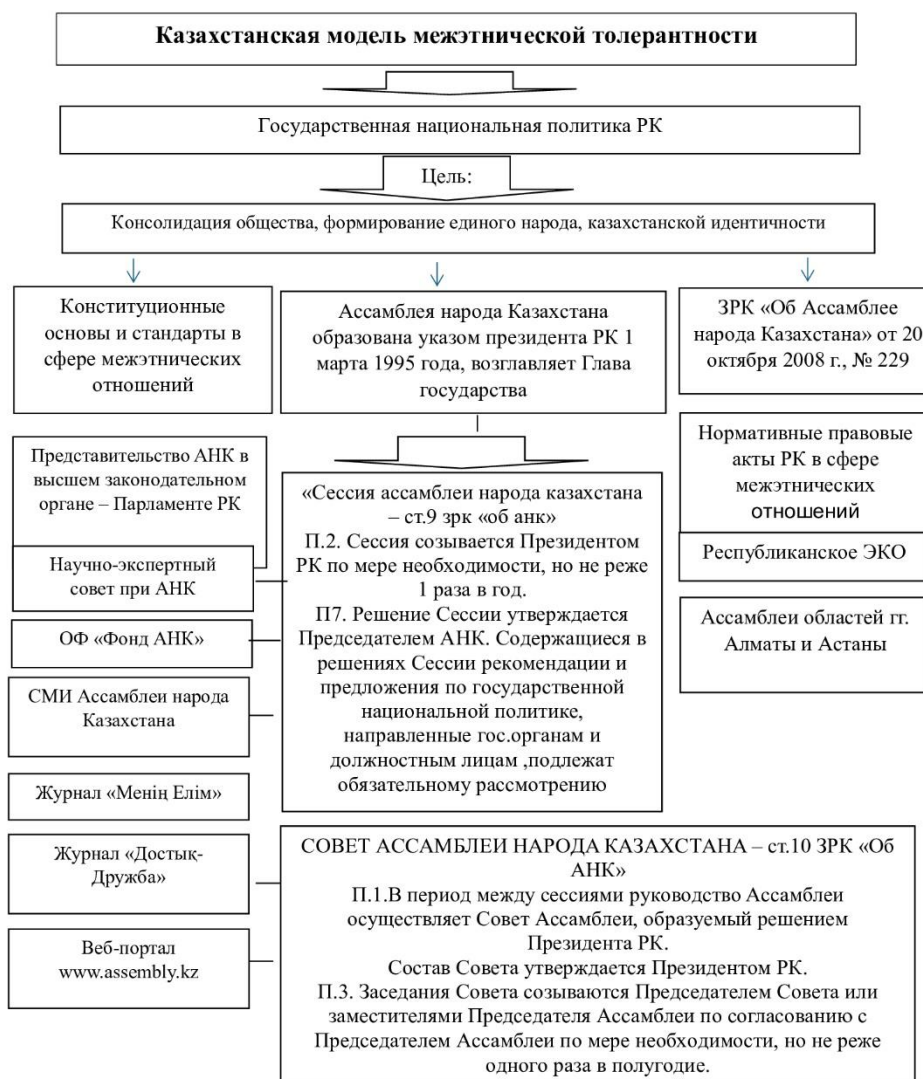 Казахстанская модель межэтнической толерантности
Государственная национальная политика РК
Цель:
Консолидация общества, формирование единого народа, казахстанской идентичности
Конституционные
основы и стандарты в
сфере межэтнических
отношений
Ассамблея народа Казахстана
образована указом президента РК 1
марта 1995 года, возглавляет Глава
государства
ЗРК «Об Ассамблее
народа Казахстана» от 20
октября 2008 г., № 229
Представительство АНК в
высшем законодательном
органе – Парламенте РК
Научно-экспертный
совет при АНК
ОФ «Фонд АНК»
СМИ Ассамблеи народа
Казахстана
Журнал «Менің Елім»
Журнал «Достық-
Дружба»
Веб-портал
www.assembly.kz
«Сессия ассамблеи народа казахстана
– ст.9 зрк «об анк»
П.2. Сессия созывается Президентом
РК по мере необходимости, но не реже
1 раза в год.
П7. Решение Сессии утверждается
Председателем АНК. Содержащиеся в
решениях Сессии рекомендации и
предложения по государственной
национальной политике,
направленные гос.органам и
должностным лицам ,подлежат
обязательному рассмотрению
Нормативные правовые
акты РК в сфере
межэтнических
отношений
Республиканское ЭКО
Ассамблеи областей гг.
Алматы и Астаны
СОВЕТ АССАМБЛЕИ НАРОДА КАЗАХСТАНА – ст.10 ЗРК «Об
АНК»
П.1.В период между сессиями руководство Ассамблеи
осуществляет Совет Ассамблеи, образуемый решением
Президента РК.
Состав Совета утверждается Президентом РК.
П.3. Заседания Совета созываются Председателем Совета или
заместителями Председателя Ассамблеи по согласованию с
Председателем Ассамблеи по мере необходимости, но не реже
одного раза в полугодие.